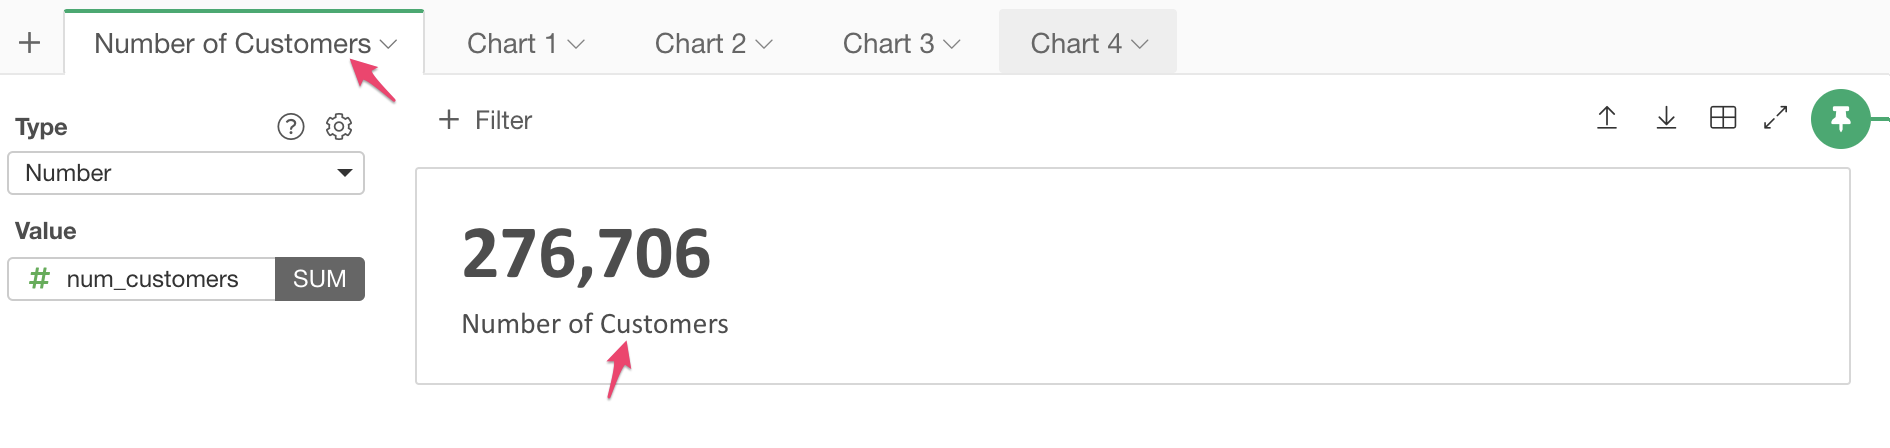 Number of Customers
Chart 1
Chart 2
Chart 3
Chart 4
Type
Number
Value
# num_customers SUM
+ Filter
276,706
Number of Customers